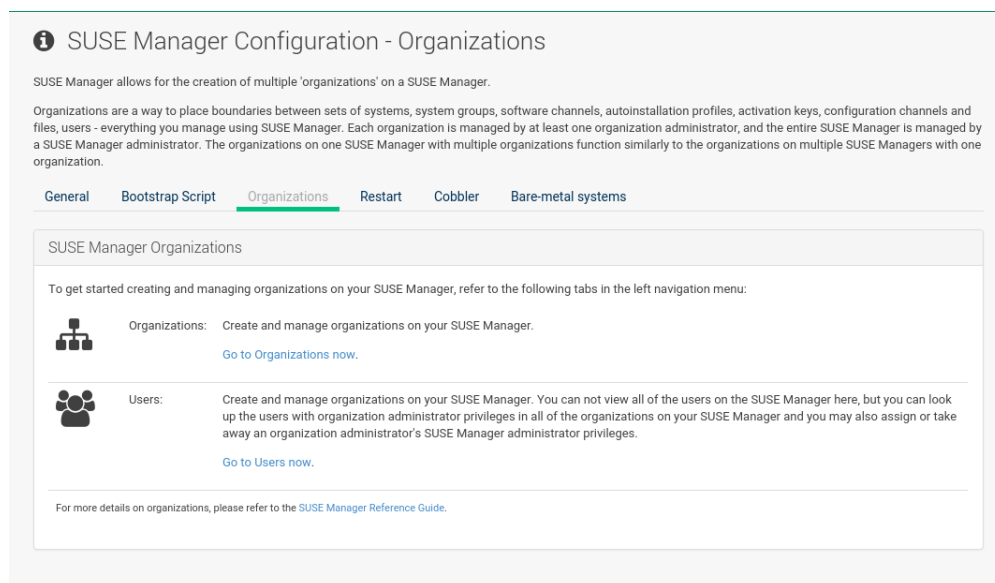 SUSE Manager Configuration - Organizations
SUSE Manager allows for the creation of multiple 'organizations' on a SUSE Manager.
Organizations are a way to place boundaries between sets of systems, system groups, software channels, autoinstallation profiles, activation keys, configuration channels and
files, users - everything you manage using SUSE Manager. Each organization is managed by at least one organization administrator, and the entire SUSE Manager is managed by
a SUSE Manager administrator. The organizations on one SUSE Manager with multiple organizations function similarly to the organizations on multiple SUSE Managers with one
organization.
General Bootstrap Script Organizations Restart Cobbler Bare-metal systems
SUSE Manager Organizations
To get started creating and managing organizations on your SUSE Manager, refer to the following tabs in the left navigation menu:
Organizations: Create and manage organizations on your SUSE Manager.
Go to Organizations now.
Users: Create and manage organizations on your SUSE Manager. You can not view all of the users on the SUSE Manager here, but you can look
up the users with organization administrator privileges in all of the organizations on your SUSE Manager and you may also assign or take
away an organization administrator's SUSE Manager administrator privileges.
Go to Users now.
For more details on organizations, please refer to the SUSE Manager Reference Guide.